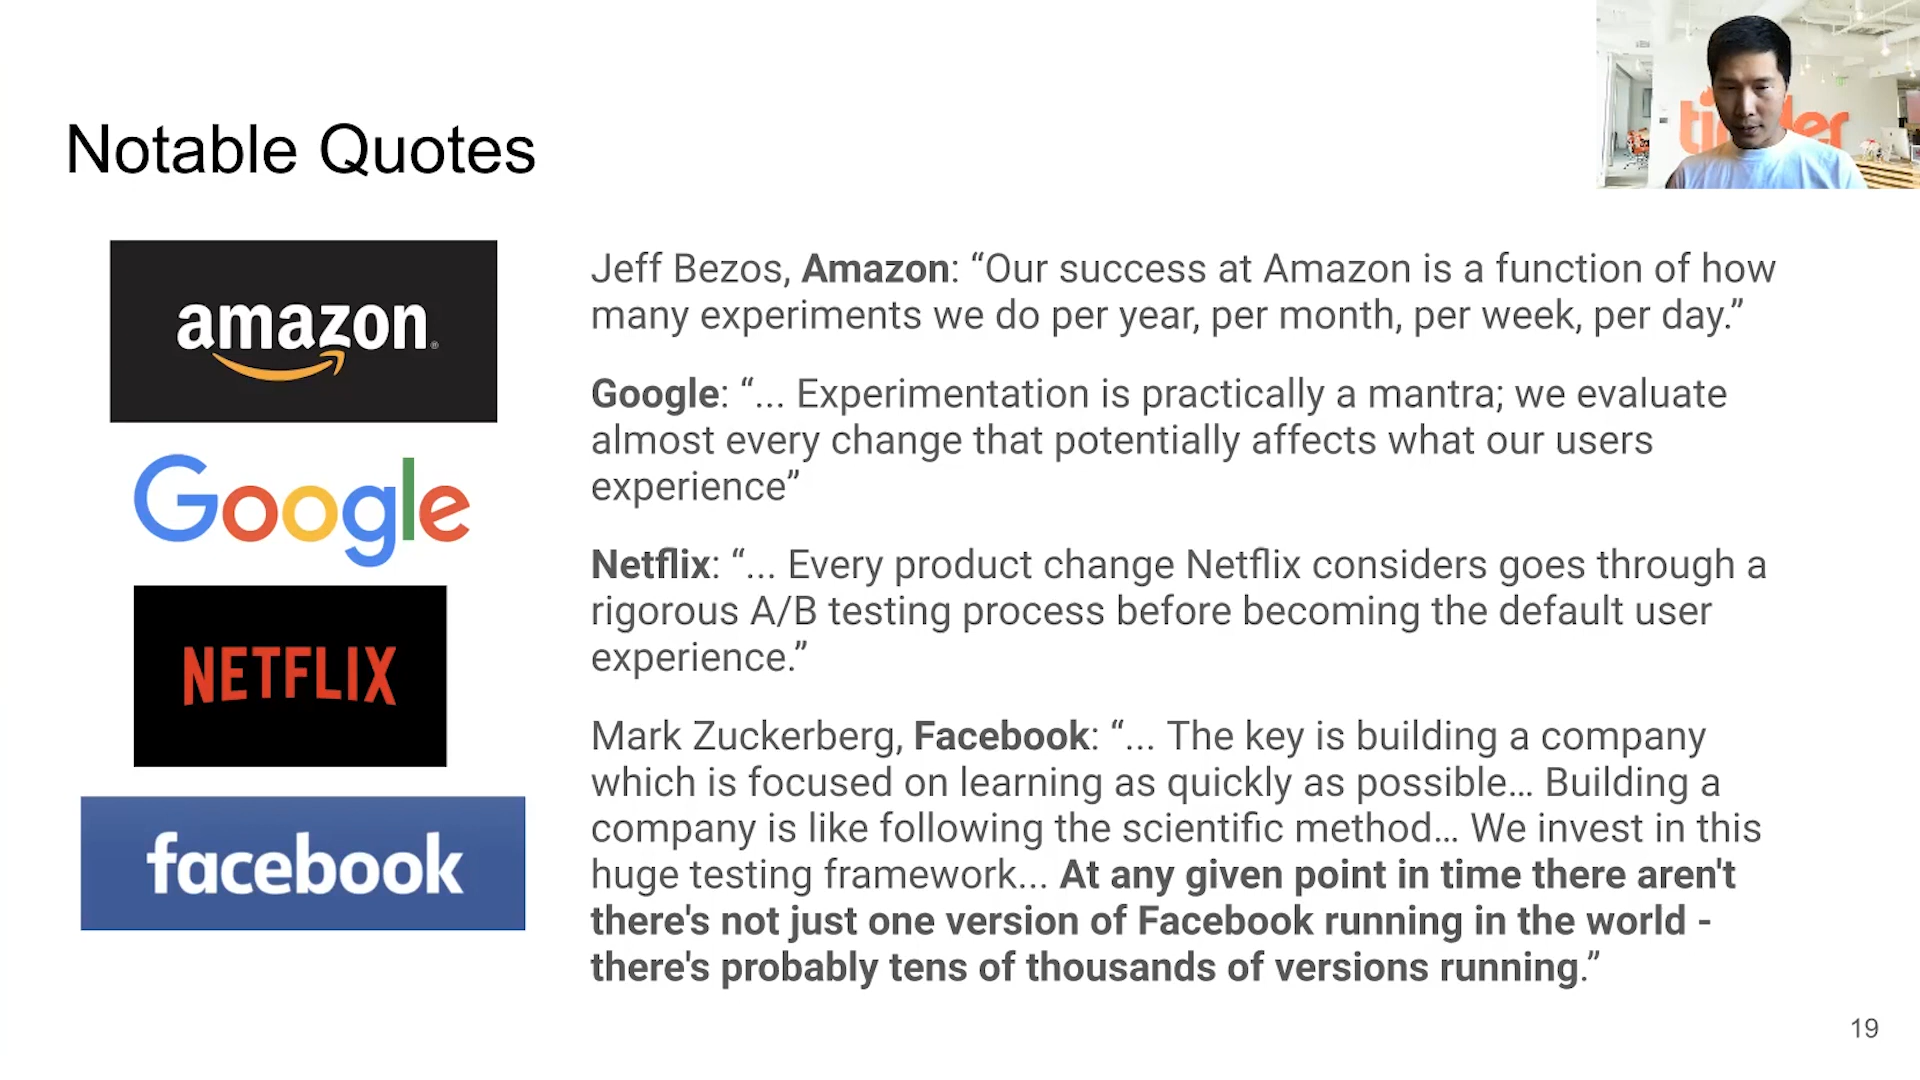 Notable Quotes
amazon
Google
NETFLIX
facebook
Jeff Bezos, Amazon: “Our success at Amazon is a function of how
many experiments we do per year, per month, per week, per day.”
Google: “... Experimentation is practically a mantra; we evaluate
almost every change that potentially affects what our users
experience”
Netflix: “... Every product change Netflix considers goes through a
rigorous A/B testing process before becoming the default user
experience.”
Mark Zuckerberg, Facebook: “... The key is building a company
which is focused on learning as quickly as possible… Building a
company is like following the scientific method… We invest in this
huge testing framework... At any given point in time there aren't
there's not just one version of Facebook running in the world -
there's probably tens of thousands of versions running.”
19